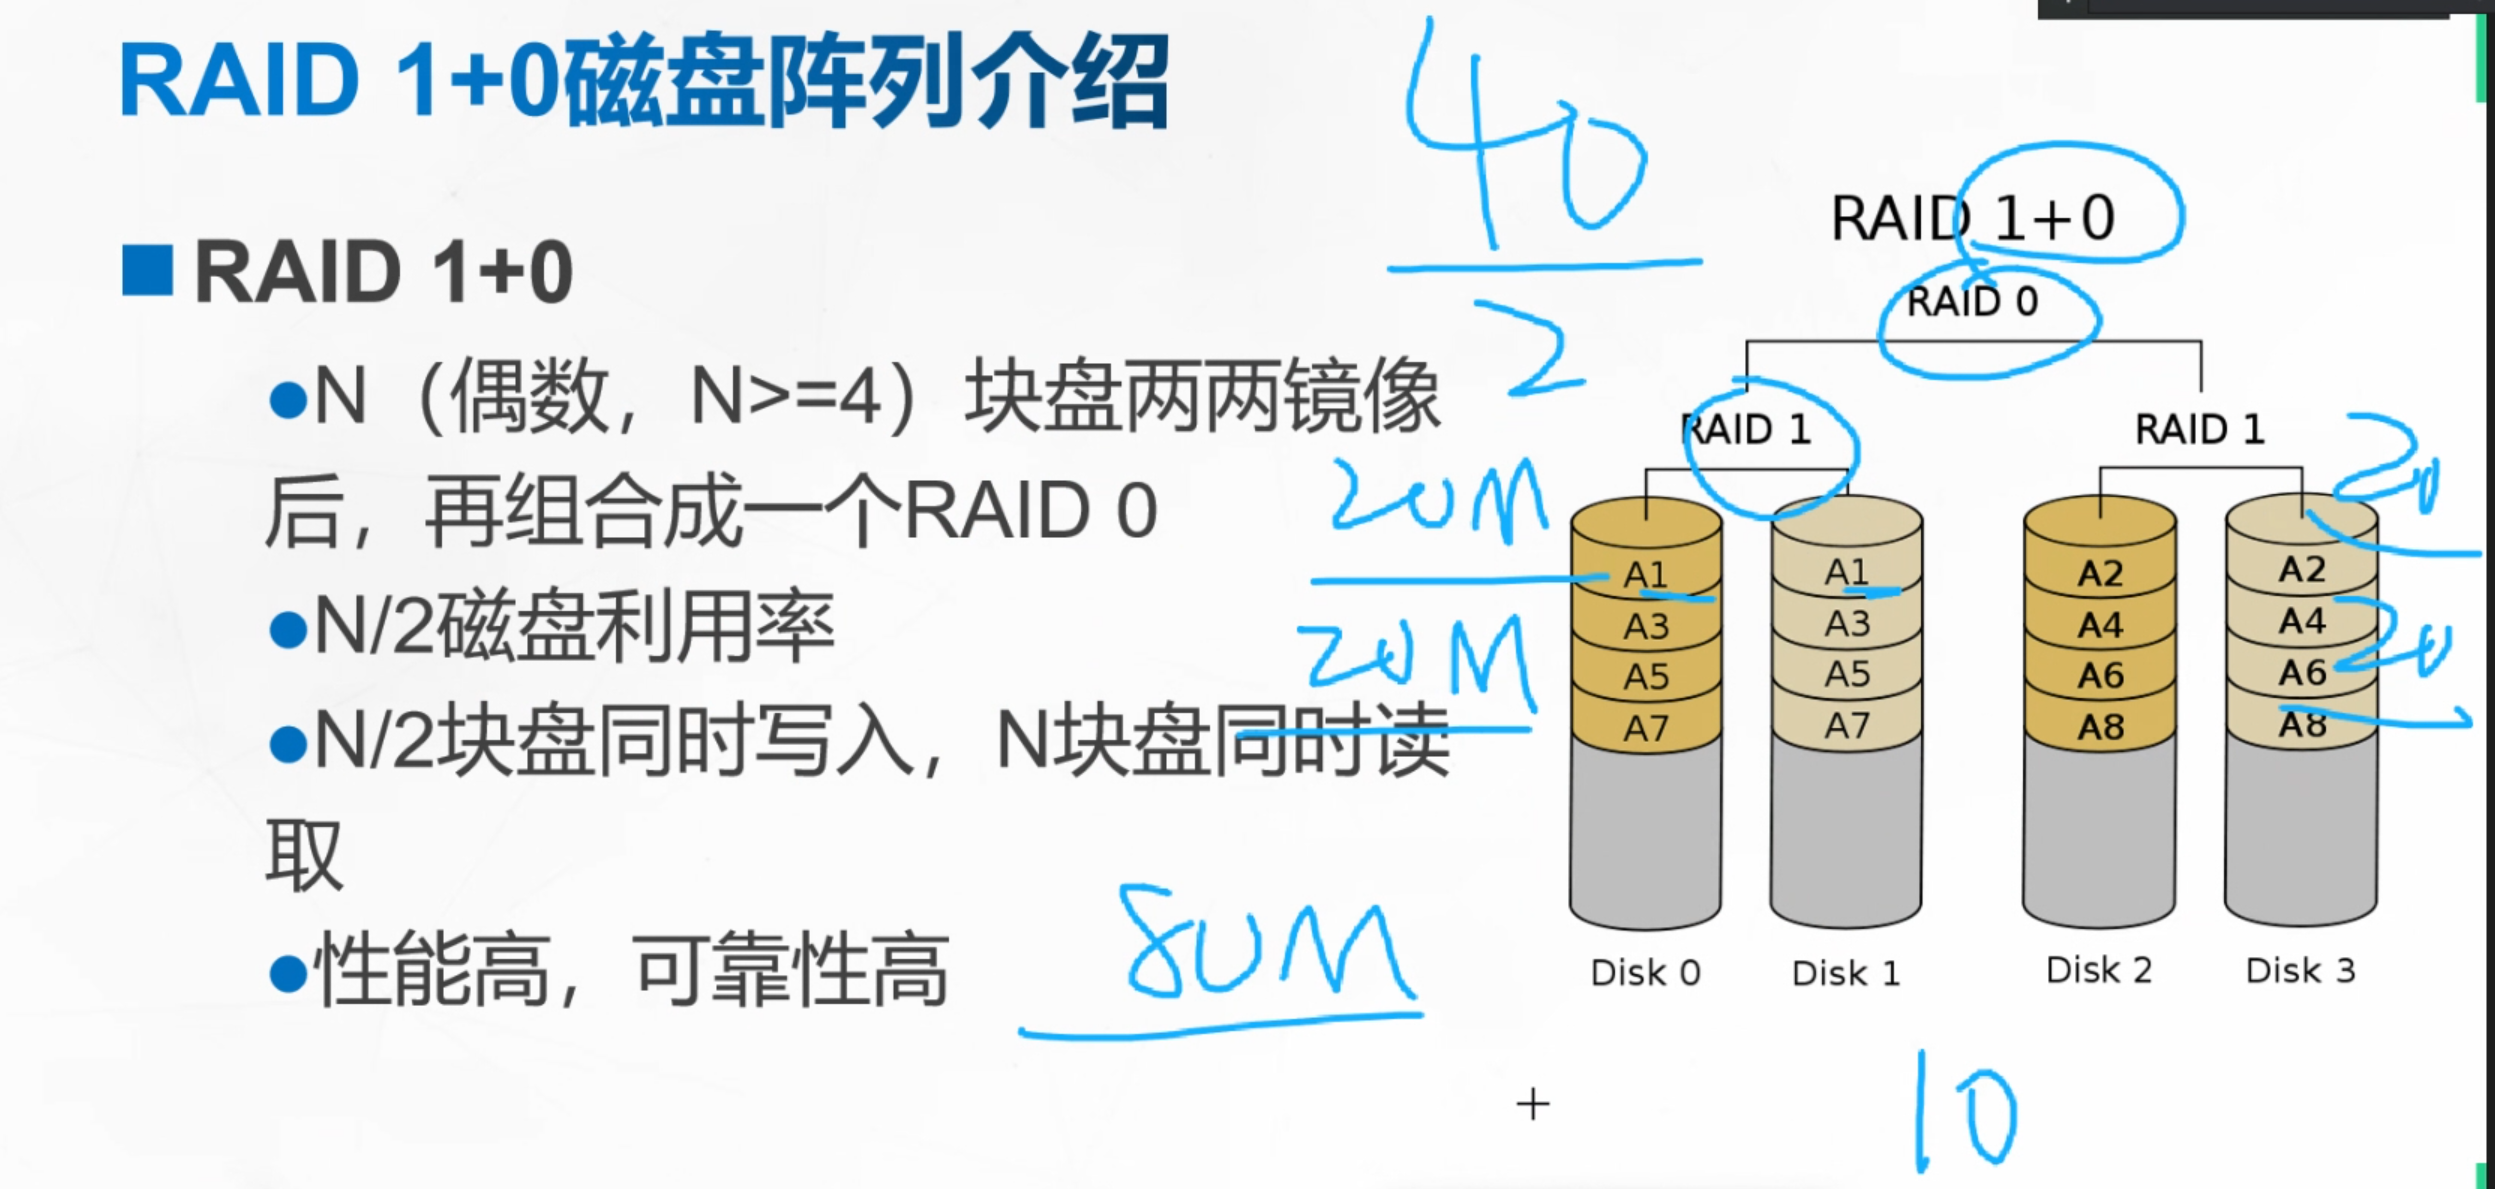 RAID 1+0磁盘阵列介绍
RAID 1+0
●N（偶数，N>=4）块盘两两镜像
后，再组合成一个RAID 0
●N/2磁盘利用率
●N/2块盘同时写入，N块盘同时读
取
●性能高，可靠性高
40
2
20M
20M
80M
RAID 1+0
RAID 0
RAID 1
RAID 1
20
20
A1 A1 A2 A2
A3 A3 A4 A4
A5 A5 A6 A6
A7 A7 A8 A8
Disk 0 Disk 1 Disk 2 Disk 3
10